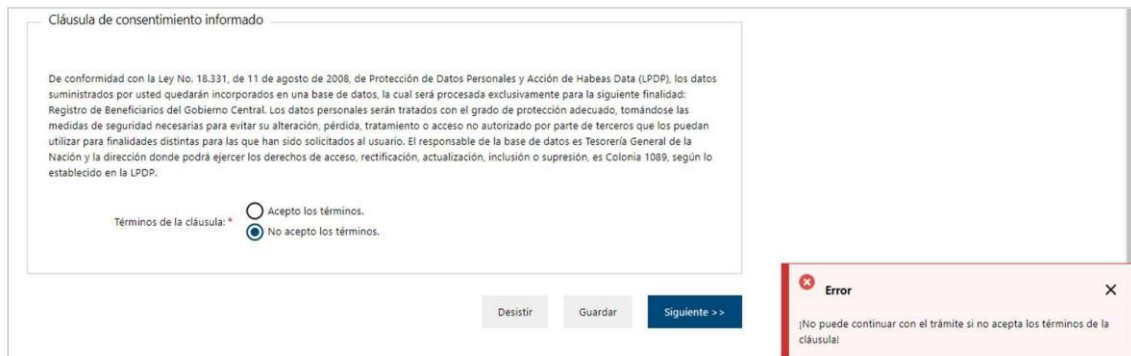 Cláusula de consentimiento informado
De conformidad con la Ley No. 18.331, de 11 de agosto de 2008, de Protección de Datos Personales y Acción de Habeas Data (LPDP), los datos
suministrados por usted quedarán incorporados en una base de datos, la cual será procesada exclusivamente para la siguiente finalidad:
Registro de Beneficiarios del Gobierno Central. Los datos personales serán tratados con el grado de protección adecuado, tomándose las
medidas de seguridad necesarias para evitar su alteración, pérdida, tratamiento o acceso no autorizado por parte de terceros que los puedan
utilizar para finalidades distintas para las que han sido solicitados al usuario. El responsable de la base de datos es Tesorería General de la
Nación y la dirección donde podrá ejercer los derechos de acceso, rectificación, actualización, inclusión o supresión, es Colonia 1089, según lo
establecido en la LPDP.
Términos de la cláusula: *
Acepto los términos.
No acepto los términos.
Desistir Guardar Siguiente >>
Error
¡No puede continuar con el trámite si no acepta los términos de la
cláusula!